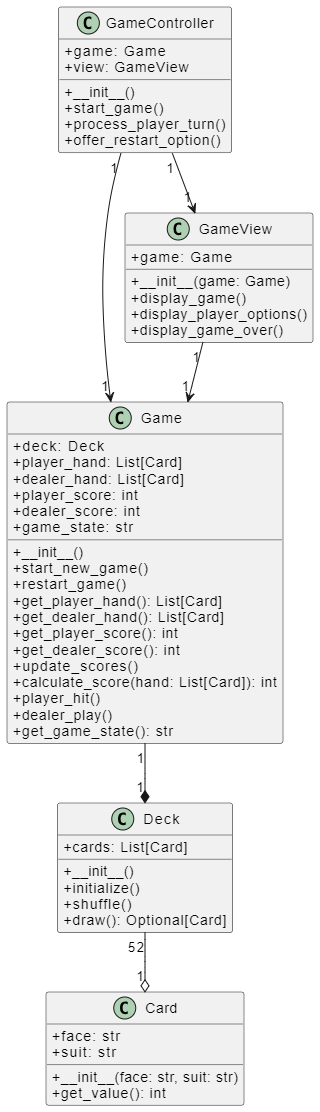 C GameController
+game: Game
+view: GameView
+__init__()
+start_game()
+process_player_turn()
+offer_restart_option()
1
1
1
C GameView
+game: Game
+__init__(game: Game)
+display_game()
+display_player_options()
+display_game_over()
1
1
1
C Game
+deck: Deck
+player_hand: List[Card]
+dealer_hand: List[Card]
+player_score: int
+dealer_score: int
+game_state: str
+__init__()
+start_new_game()
+restart_game()
+get_player_hand(): List[Card]
+get_dealer_hand(): List[Card]
+get_player_score(): int
+get_dealer_score(): int
+update_scores()
+calculate_score(hand: List[Card]): int
+player_hit()
+dealer_play()
+get_game_state(): str
1
1
C Deck
+cards: List[Card]
+__init__()
+initialize()
+shuffle()
+draw(): Optional[Card]
52
1
C Card
+face: str
+suit: str
+__init__(face: str, suit: str)
+get_value(): int